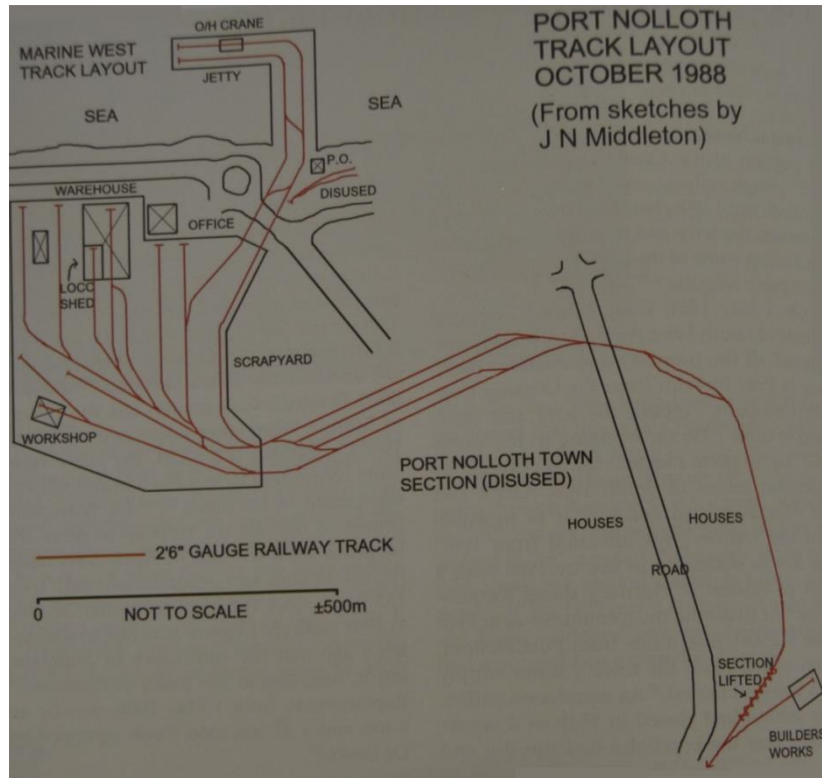 O/H CRANE
MARINE WEST
TRACK LAYOUT
JETTY
SEA
SEA
PORT NOLLOTH
TRACK LAYOUT
OCTOBER 1988
(From sketches by
J N Middleton)
P.O.
DISUSED
WAREHOUSE
OFFICE
LOCO
SHED
SCRAPYARD
WORKSHOP
PORT NOLLOTH TOWN
SECTION (DISUSED)
HOUSES
HOUSES
ROAD
2'6" GAUGE RAILWAY TRACK
0
NOT TO SCALE
±500m
SECTION
LIFTED
BUILDERS
WORKS